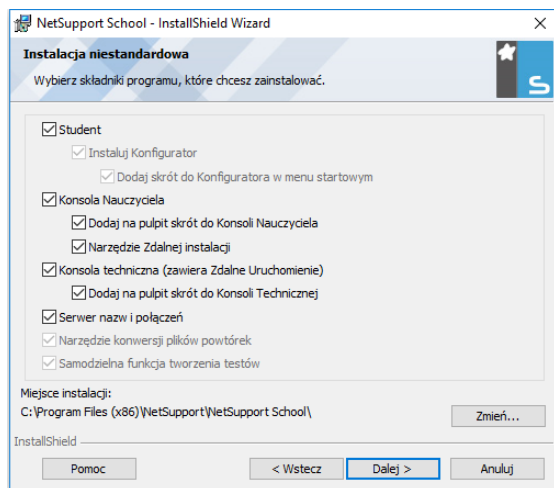 NetSupport School - InstallShield Wizard
Instalacja niestandardowa
Wybierz składniki programu, które chcesz zainstalować.
S
Student
Instaluj Konfigurator
Dodaj skrót do Konfiguratora w menu startowym
Konsola Nauczyciela
Dodaj na pulpit skrót do Konsoli Nauczyciela
Narzędzie Zdalnej instalacji
Konsola techniczna (zawiera Zdalne Uruchomienie)
Dodaj na pulpit skrót do Konsoli Technicznej
Serwer nazw i połączeń
Narzędzie konwersji plików powtórek
Samodzielna funkcja tworzenia testów
Miejsce instalacji:
C:\Program Files (x86)\NetSupport\NetSupport School\
Zmień...
InstallShield
Pomoc
< Wstecz
Dalej >
Anuluj